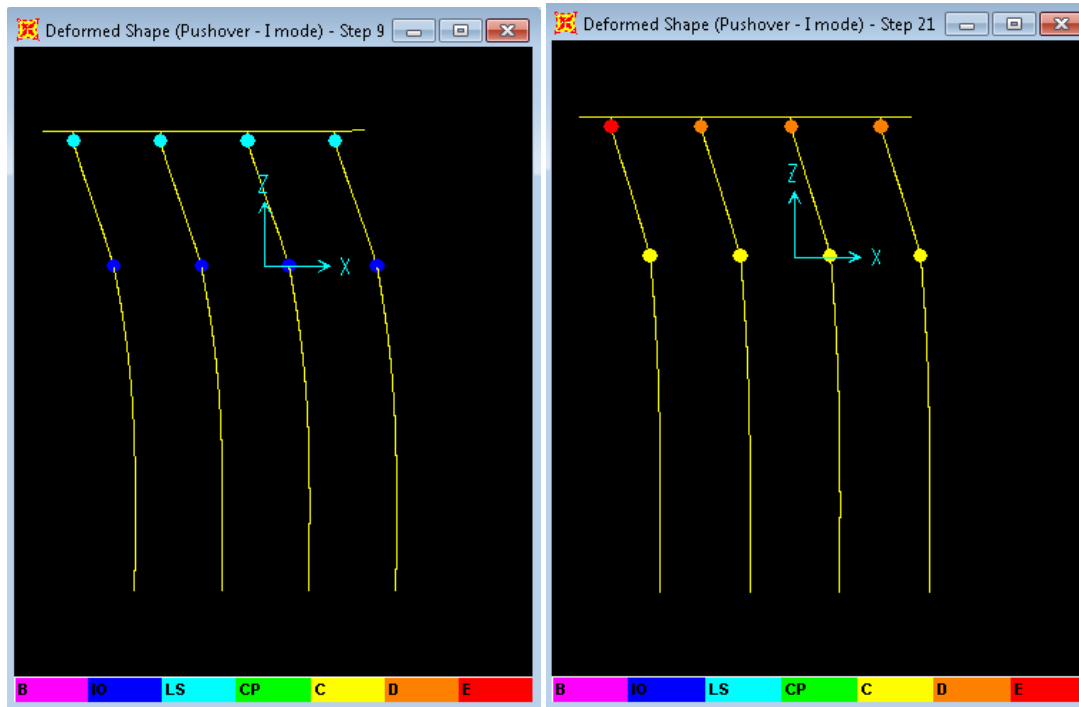 Deformed Shape (Pushover - I mode) - Step 9
Z
X
B IO LS CP C D E
Deformed Shape (Pushover - I mode) - Step 21
Z
X
B IO LS CP C D E